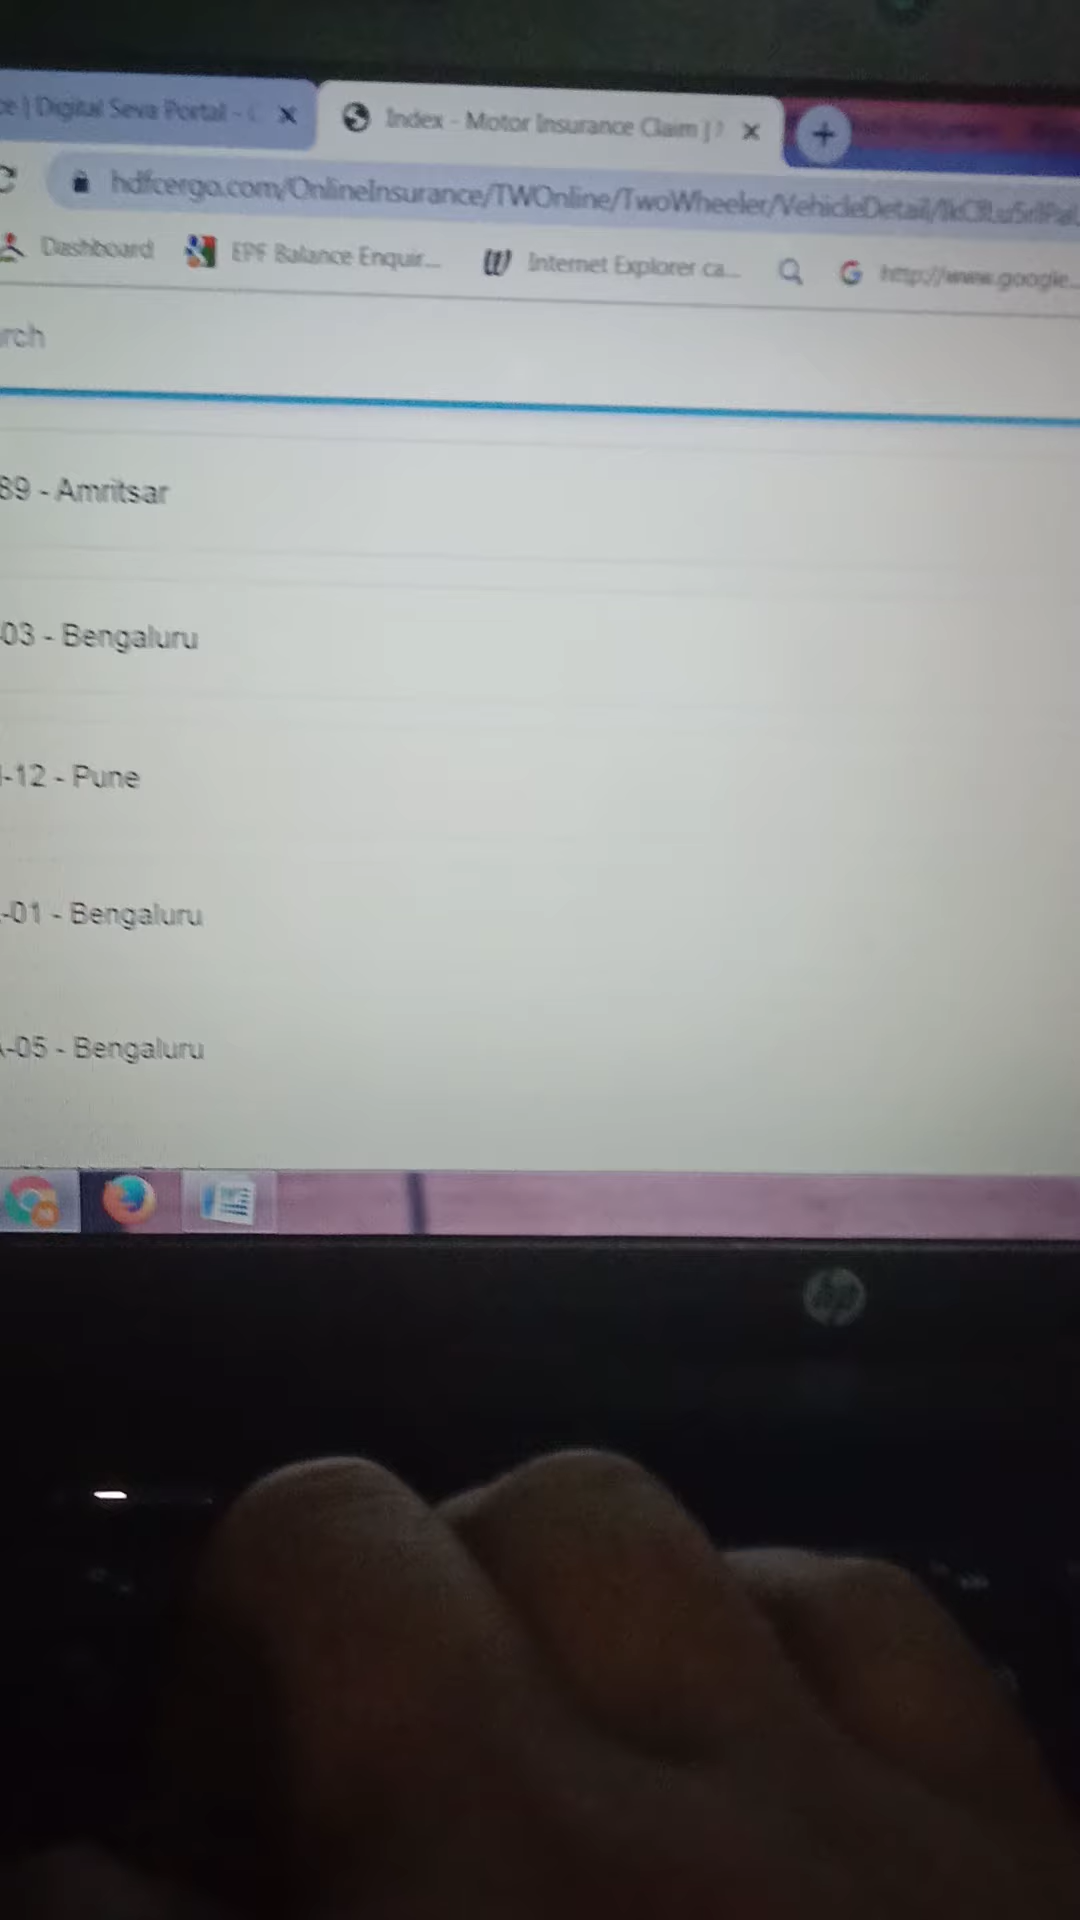 | Digital Seva Portal -
Index - Motor Insurance Claim |
hdfcergo.com/OnlineInsurance/TWOnline/TwoWheeler/VehicleDetail/
Dashboard
EPF Balance Enquir...
Internet Explorer ca...
http://www.google...
rch
89 - Amritsar
03 - Bengaluru
-12 - Pune
-01 - Bengaluru
-05 - Bengaluru
hp